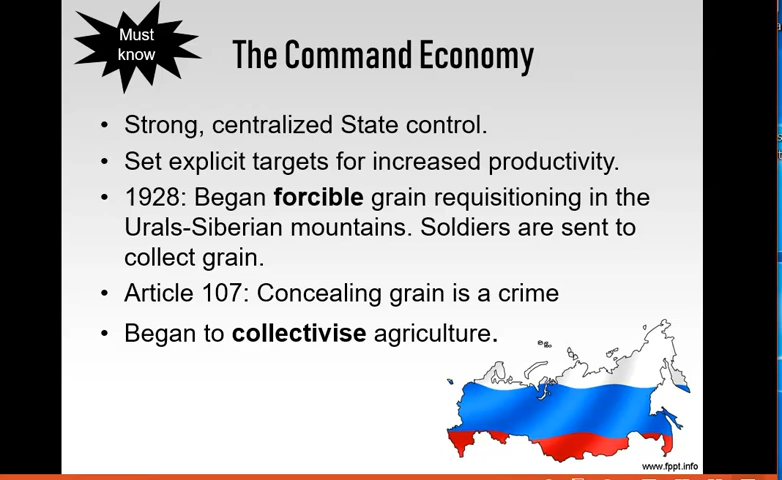 Must
know
The Command Economy
• Strong, centralized State control.
• Set explicit targets for increased productivity.
• 1928: Began forcible grain requisitioning in the
Urals-Siberian mountains. Soldiers are sent to
collect grain.
• Article 107: Concealing grain is a crime
• Began to collectivise agriculture.
www.fppt.info